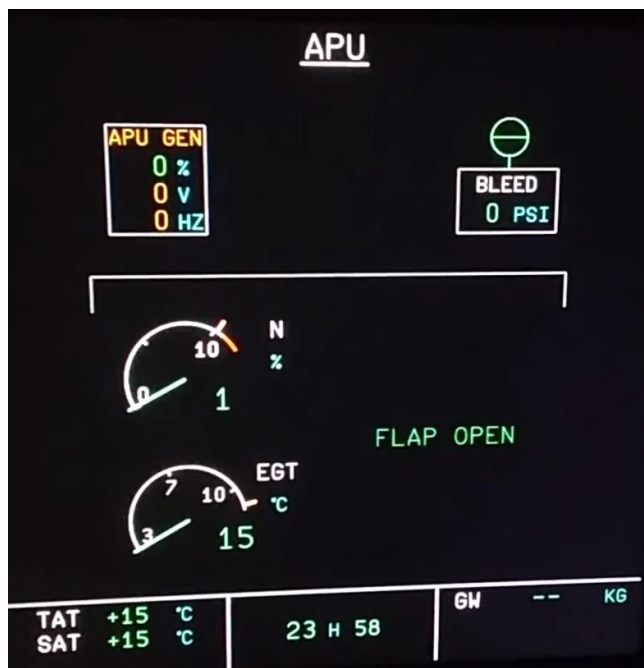 APU
APU GEN
0 %
0 V
0 HZ
BLEED
0 PSI
10
0
N
%
1
FLAP OPEN
7
10
3
EGT
°C
15
TAT +15 °C
SAT +15 °C
23 H 58
GW -- KG